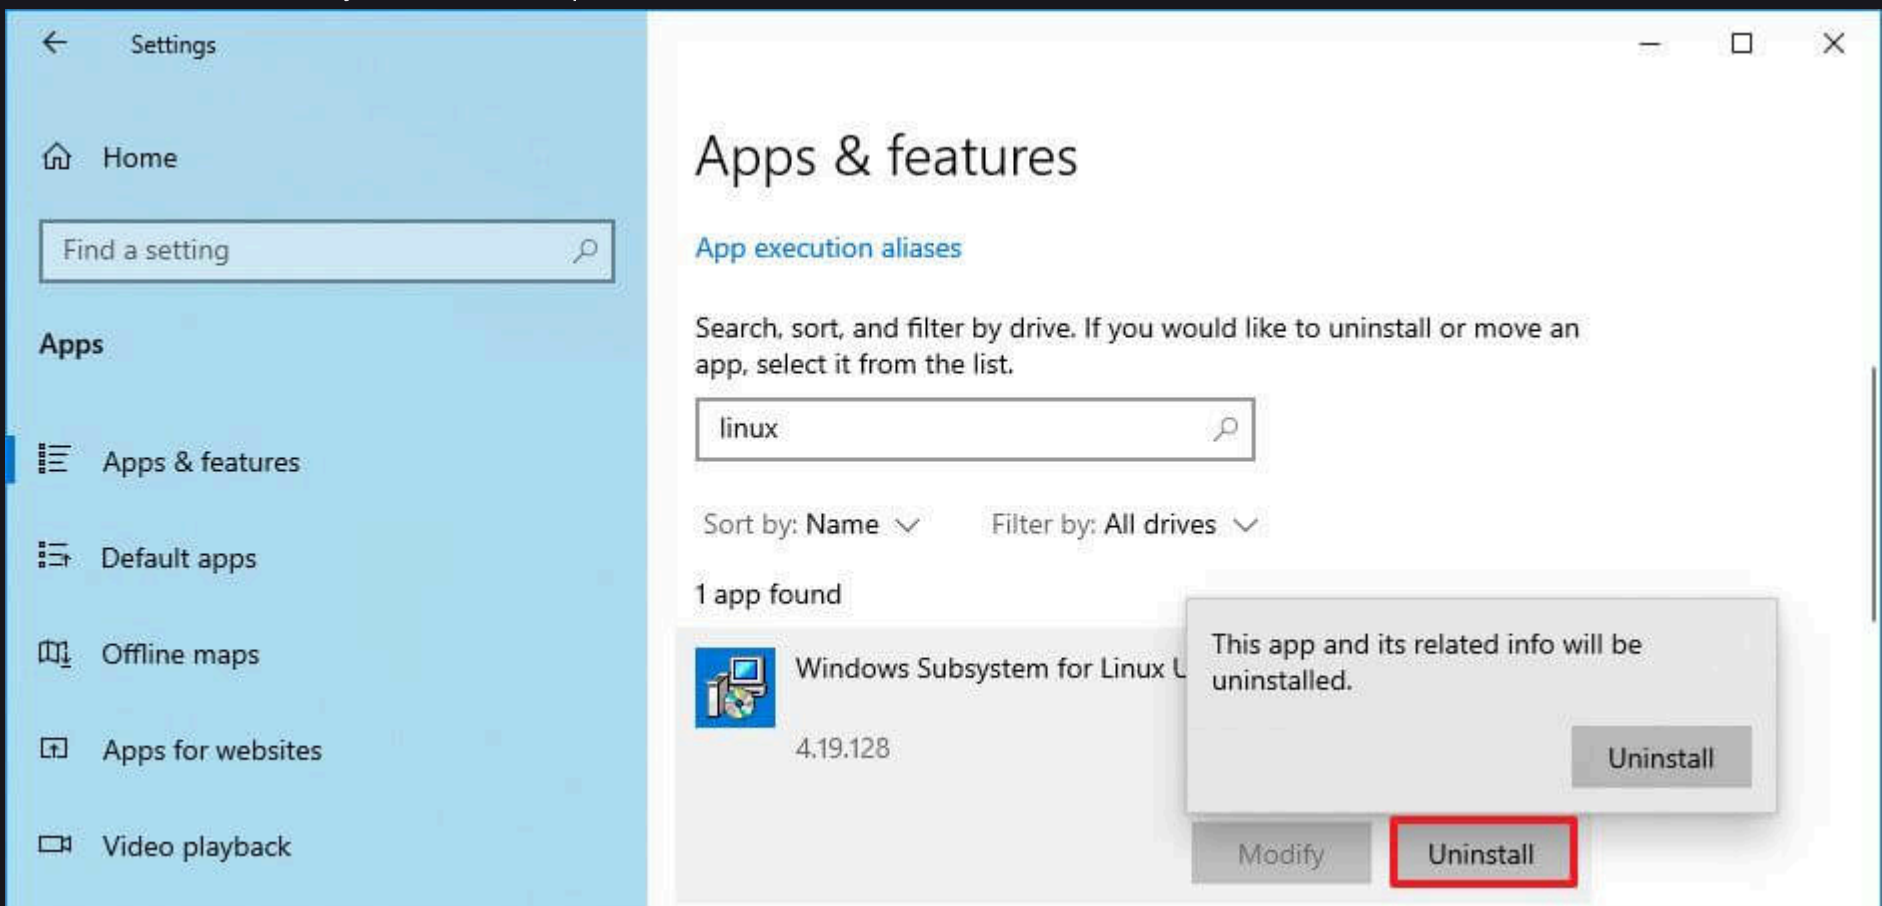 Settings
Home
Find a setting
Apps
Apps & features
Default apps
Offline maps
Apps for websites
Video playback
Apps & features
App execution aliases
Search, sort, and filter by drive. If you would like to uninstall or move an
app, select it from the list.
linux
Sort by: Name
Filter by: All drives
1 app found
Windows Subsystem for Linux U
4.19.128
This app and its related info will be
uninstalled.
Uninstall
Modify
Uninstall